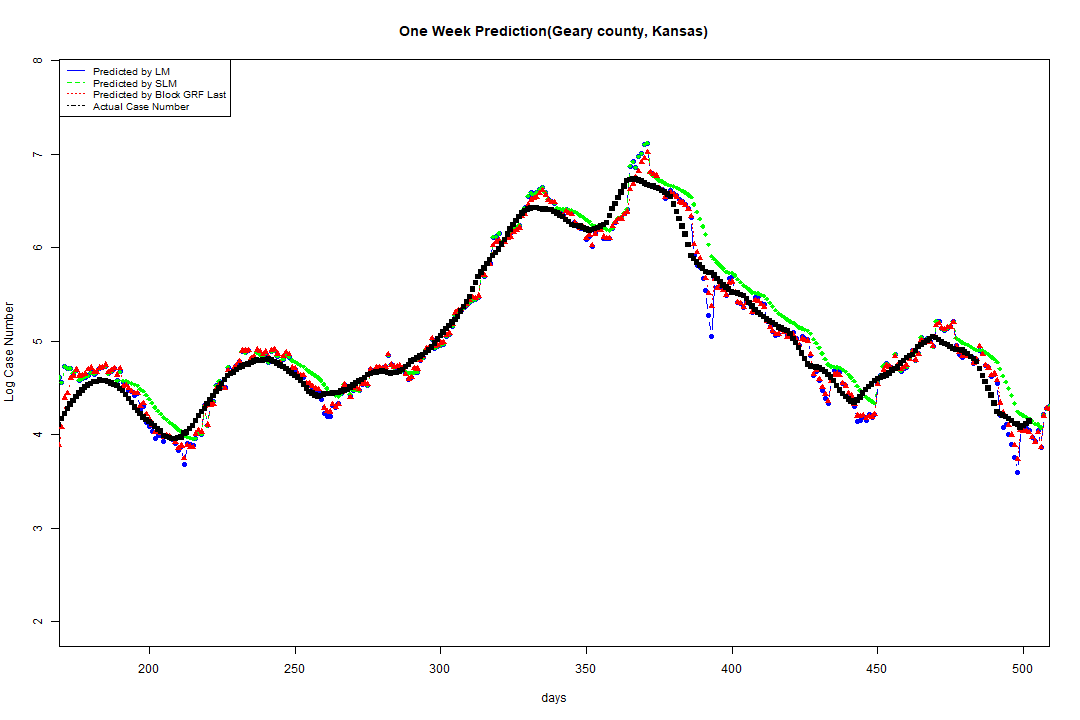 One Week Prediction(Geary county, Kansas)
Predicted by LM
Predicted by SLM
Predicted by Block GRF Last
Actual Case Number
8
7
6
5
4
3
2
Log Case Number
200 250 300 350 400 450 500
days